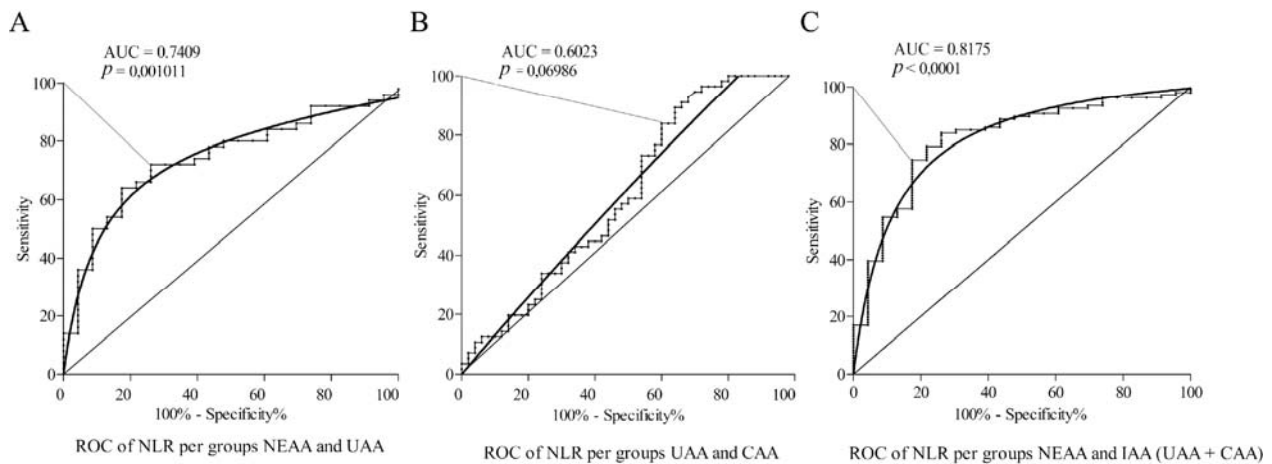 A
AUC = 0.7409
p = 0,001011
100
80
60
40
20
0
Sensitivity
0 20 40 60 80 100
100% - Specificity%
ROC of NLR per groups NEAA and UAA
B
AUC = 0.6023
p = 0,06986
100
80
60
40
20
0
Sensitivity
0 20 40 60 80 100
100% - Specificity%
ROC of NLR per groups UAA and CAA
C
AUC = 0.8175
p < 0,0001
100
80
60
40
20
0
Sensitivity
0 20 40 60 80 100
100% - Specificity%
ROC of NLR per groups NEAA and IAA (UAA + CAA)